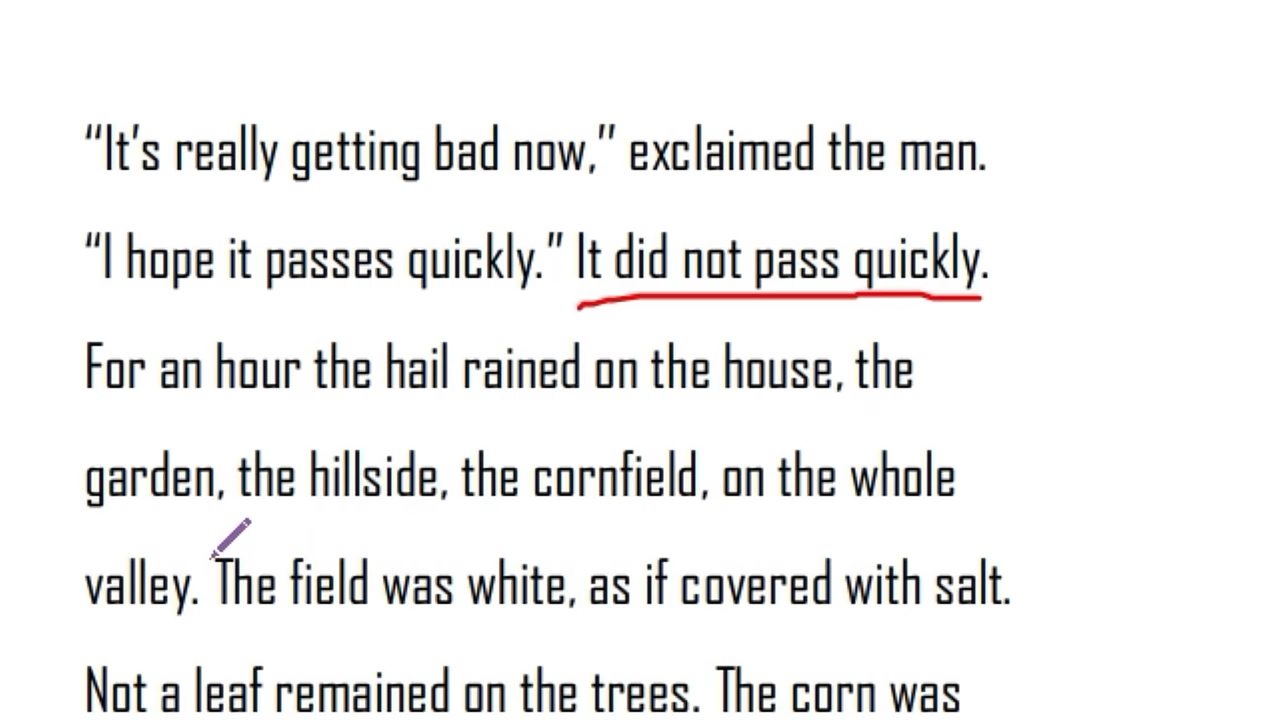 “It’s really getting bad now,” exclaimed the man.
“I hope it passes quickly.” It did not pass quickly.
For an hour the hail rained on the house, the
garden, the hillside, the cornfield, on the whole
valley. The field was white, as if covered with salt.
Not a leaf remained on the trees. The corn was